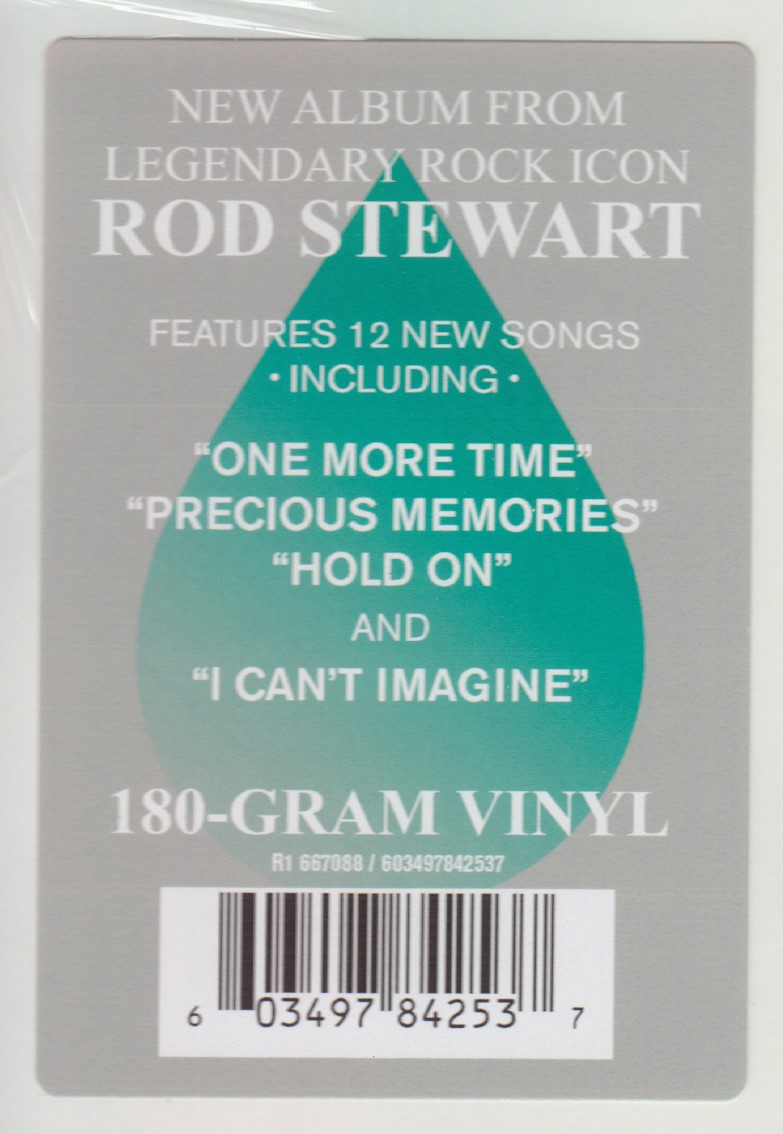 NEW ALBUM FROM
LEGENDARY ROCK ICON
ROD STEWART
FEATURES 12 NEW SONGS
• INCLUDING •
“ONE MORE TIME”
“PRECIOUS MEMORIES”
“HOLD ON”
AND
“I CAN’T IMAGINE”
180-GRAM VINYL
R1 667088 / 603497842537
6 03497 84253 7